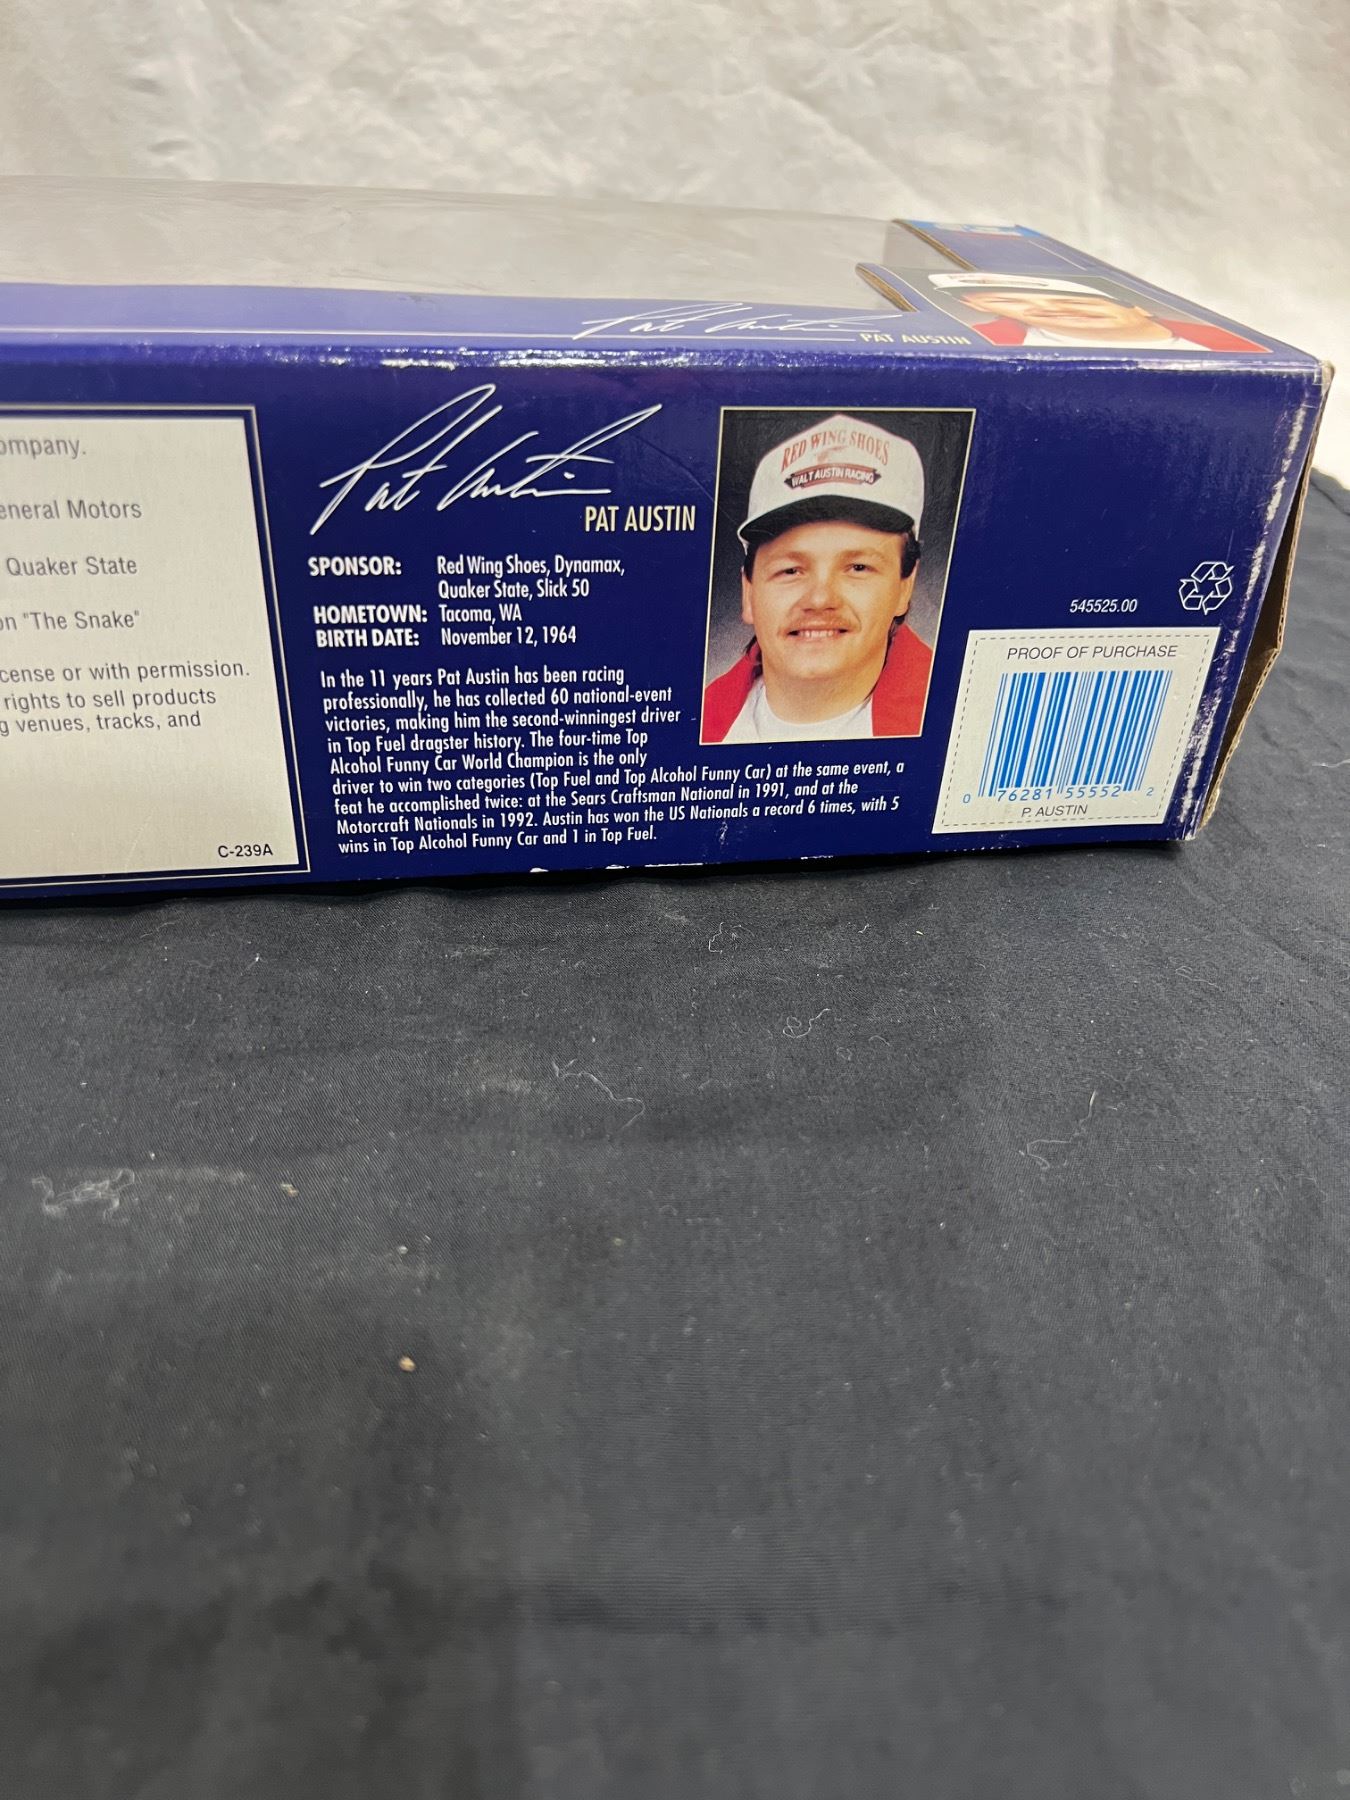 PAT AUSTIN
ompany.
eneral Motors
Quaker State
on "The Snake"
cense or with permission.
rights to sell products
g venues, tracks, and
C-239A
Pat Austin
PAT AUSTIN
SPONSOR: Red Wing Shoes, Dynamax,
Quaker State, Slick 50
HOMETOWN: Tacoma, WA
BIRTH DATE: November 12, 1964
In the 11 years Pat Austin has been racing
professionally, he has collected 60 national-event
victories, making him the second-winningest driver
in Top Fuel dragster history. The four-time Top
Alcohol Funny Car World Champion is the only
driver to win two categories (Top Fuel and Top Alcohol Funny Car) at the same event, a
feat he accomplished twice: at the Sears Craftsman National in 1991, and at the
Motorcraft Nationals in 1992. Austin has won the US Nationals a record 6 times, with 5
wins in Top Alcohol Funny Car and 1 in Top Fuel.
RED WING SHOES
WALT AUSTIN RACING
545525.00
PROOF OF PURCHASE
0 76281 55552 2
P. AUSTIN